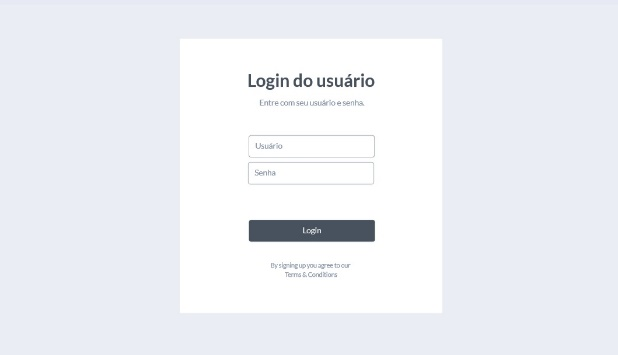 Login do usuário
Entre com seu usuário e senha.
Usuário
Senha
Login
By signing up you agree to our
Terms & Conditions